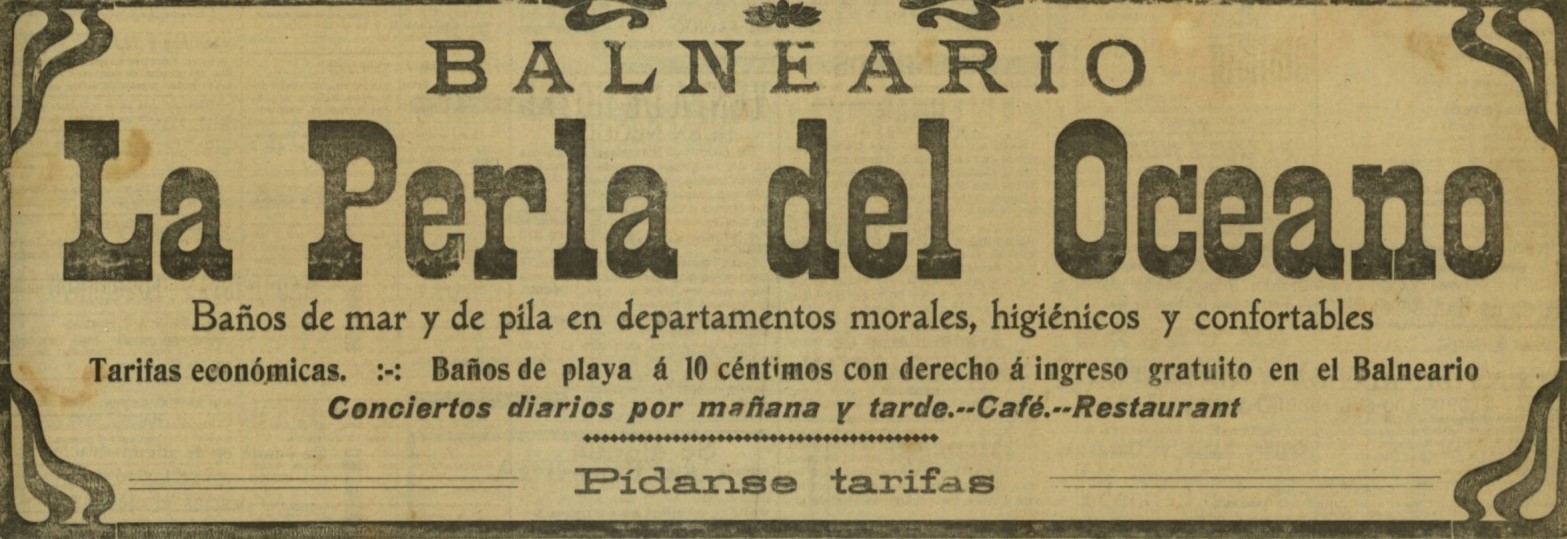 BALNEARIO
La Perla del Oceano
Baños de mar y de pila en departamentos morales, higiénicos y confortables
Tarifas económicas. :-: Baños de playa á 10 céntimos con derecho á ingreso gratuito en el Balneario
Conciertos diarios por mañana y tarde.--Café.--Restaurant
Pídanse tarifas